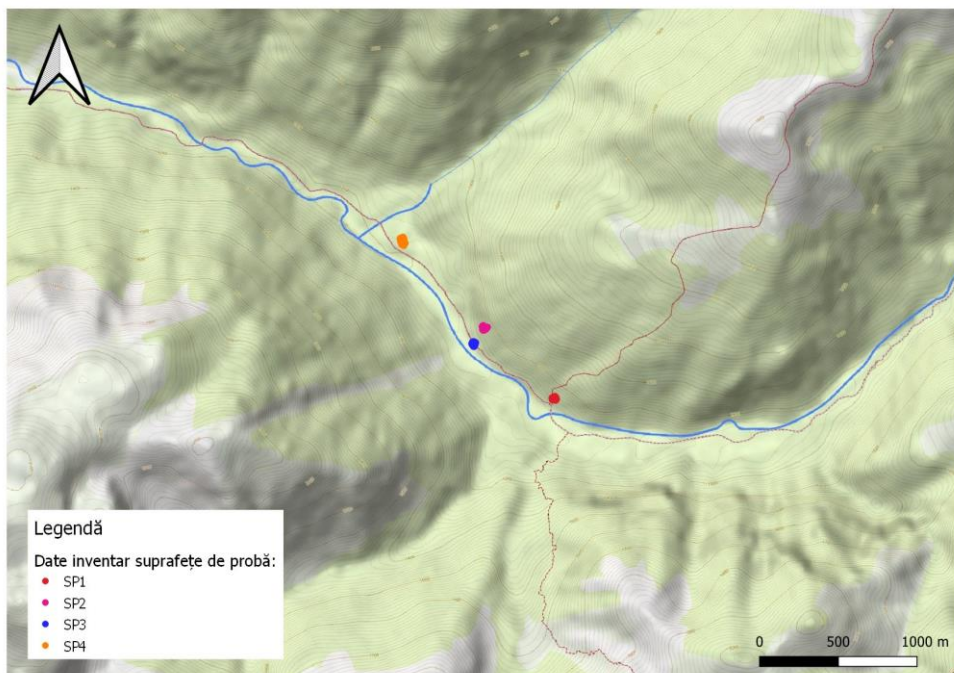 Legendă
Date inventar suprafețe de probă:
SP1
SP2
SP3
SP4
0 500 1000 m